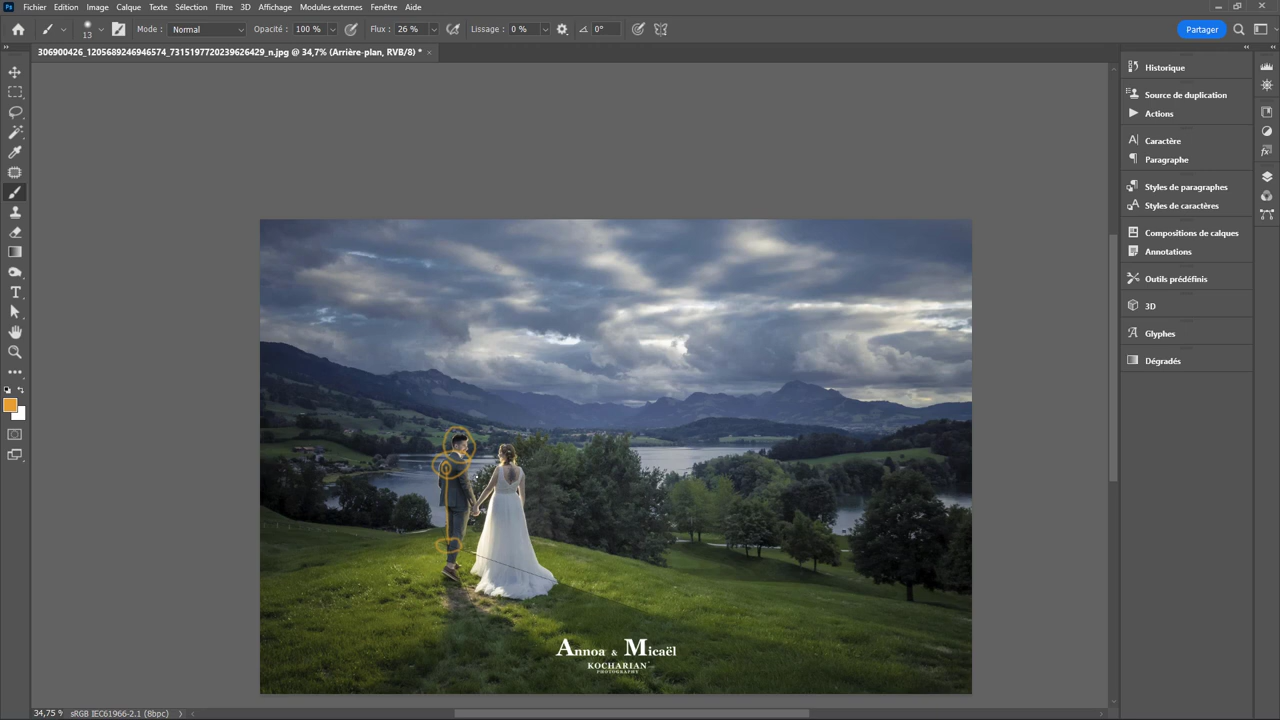 Ps Fichier Edition Image Calque Texte Sélection Filtre 3D Affichage Modules externes Fenêtre Aide
13 Mode : Normal Opacité : 100 % Flux : 26 % Lissage : 0 % 0° Partager
306900426_1205689246946574_7315197720239626429_n.jpg @ 34,7% (Arrière-plan, RVB/8) * ×
Historique
Source de duplication
Actions
Caractère
Paragraphe
Styles de paragraphes
Styles de caractères
Compositions de calques
Annotations
Outils prédéfinis
3D
Glyphes
Dégradés
Annoa & Micaël
KOCHARIAN
PHOTOGRAPHY
34,75 % sRGB IEC61966-2.1 (8bpc)